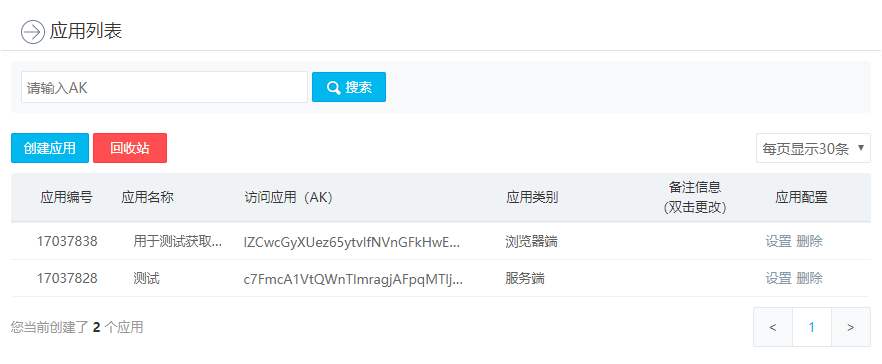 应用列表
请输入AK 搜索
创建应用 回收站 每页显示30条
应用编号 应用名称 访问应用（AK） 应用类别 备注信息 （双击更改） 应用配置
17037838 用于测试获取... lZCwcGyXUez65ytvlfNVnGFkHwE... 浏览器端 设置 删除
17037828 测试 c7FmcA1VtQWnTlmragjAFpqMTlj... 服务端 设置 删除
您当前创建了 2 个应用 < 1 >